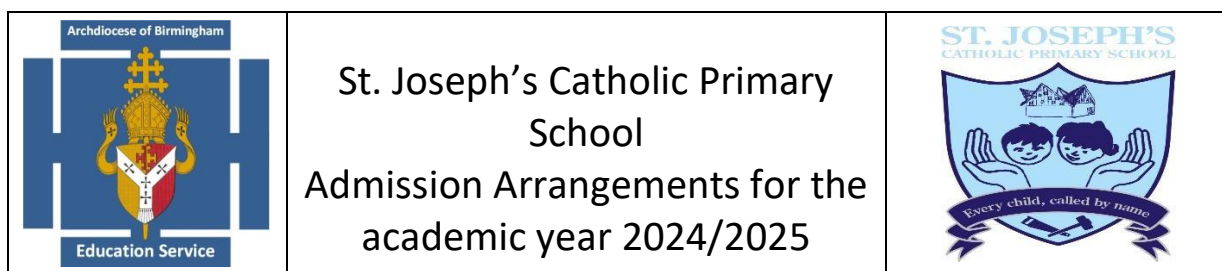 Archdiocese of Birmingham
Education Service
St. Joseph’s Catholic Primary
School
Admission Arrangements for the
academic year 2024/2025
ST. JOSEPH'S
CATHOLIC PRIMARY SCHOOL
Every child, called by name